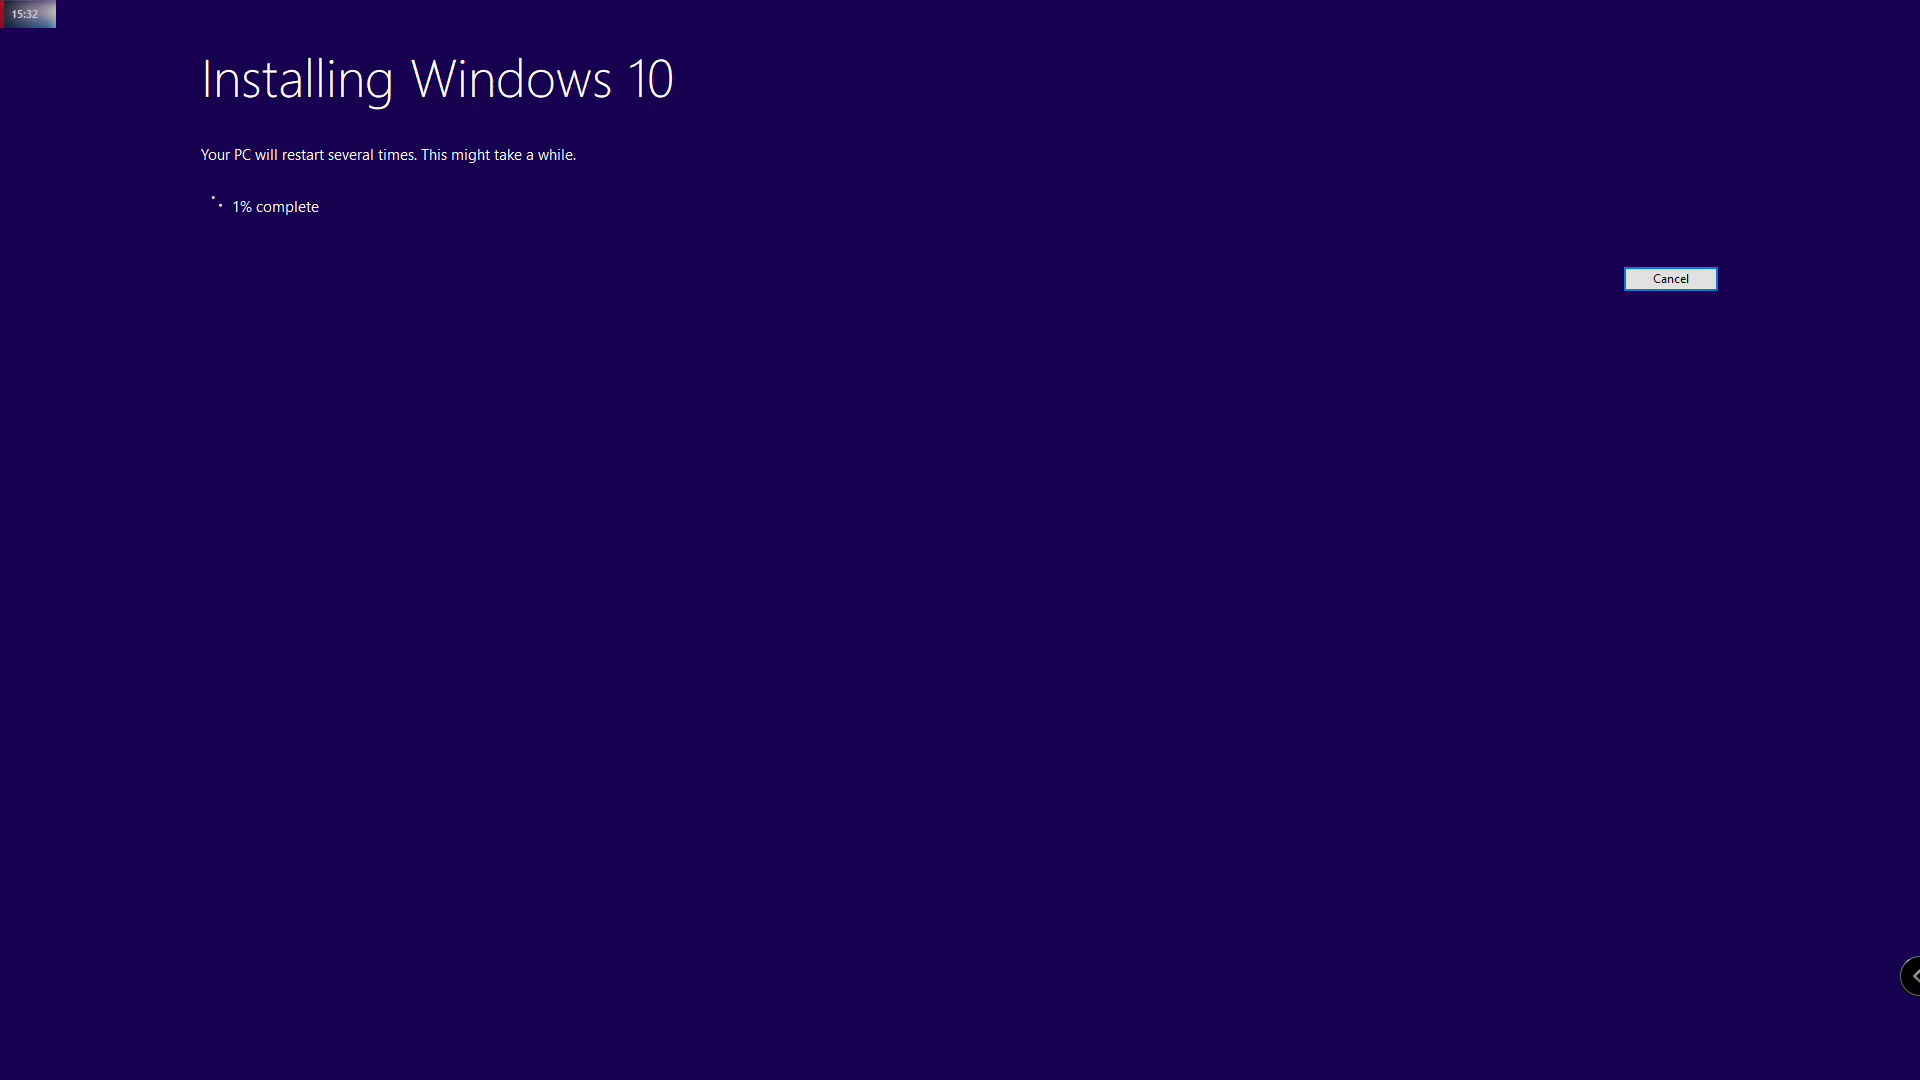 15:32
Installing Windows 10
Your PC will restart several times. This might take a while.
1% complete
Cancel